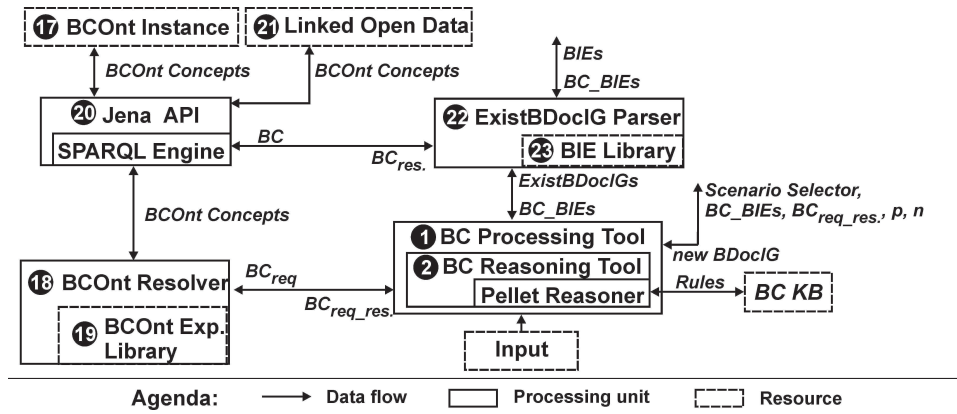 17 BCOnt Instance
21 Linked Open Data
BCOnt Concepts
BCOnt Concepts
BIEs
BC_BIEs
20 Jena API
SPARQL Engine
BC
BCres.
22 ExistBDocIG Parser
23 BIE Library
ExistBDocIGs
BC_BIEs
Scenario Selector,
BC_BIEs, BCreq_res., p, n
BCOnt Concepts
1 BC Processing Tool
new BDocIG
2 BC Reasoning Tool
Pellet Reasoner
Rules
BC KB
18 BCOnt Resolver
BCreq
BCreq_res.
19 BCOnt Exp.
Library
Input
Agenda:
Data flow
Processing unit
Resource